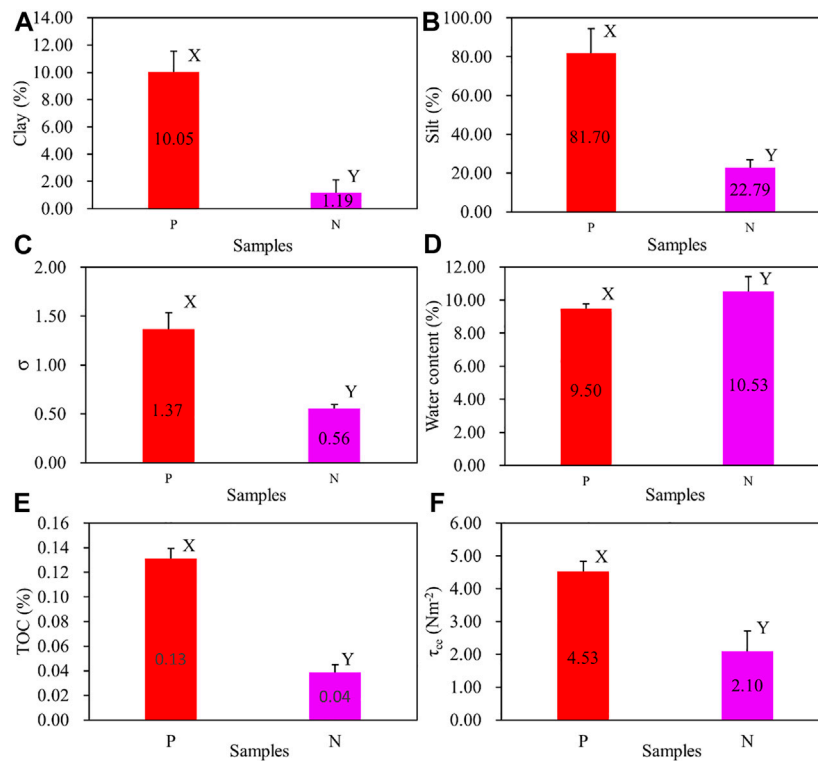 A
14.00
12.00
10.00
8.00
6.00
4.00
2.00
0.00
Clay (%)
X
10.05
Y
1.19
P
N
Samples
B
100.00
80.00
60.00
40.00
20.00
0.00
Silt (%)
X
81.70
Y
22.79
P
N
Samples
C
2.00
1.50
1.00
0.50
0.00
σ
X
1.37
Y
0.56
P
N
Samples
D
12.00
10.00
8.00
6.00
4.00
2.00
0.00
Water content (%)
X
9.50
Y
10.53
P
N
Samples
E
0.16
0.14
0.12
0.10
0.08
0.06
0.04
0.02
0.00
TOC (%)
X
0.13
Y
0.04
P
N
Samples
F
6.00
5.00
4.00
3.00
2.00
1.00
0.00
τce (Nm-2)
X
4.53
Y
2.10
P
N
Samples